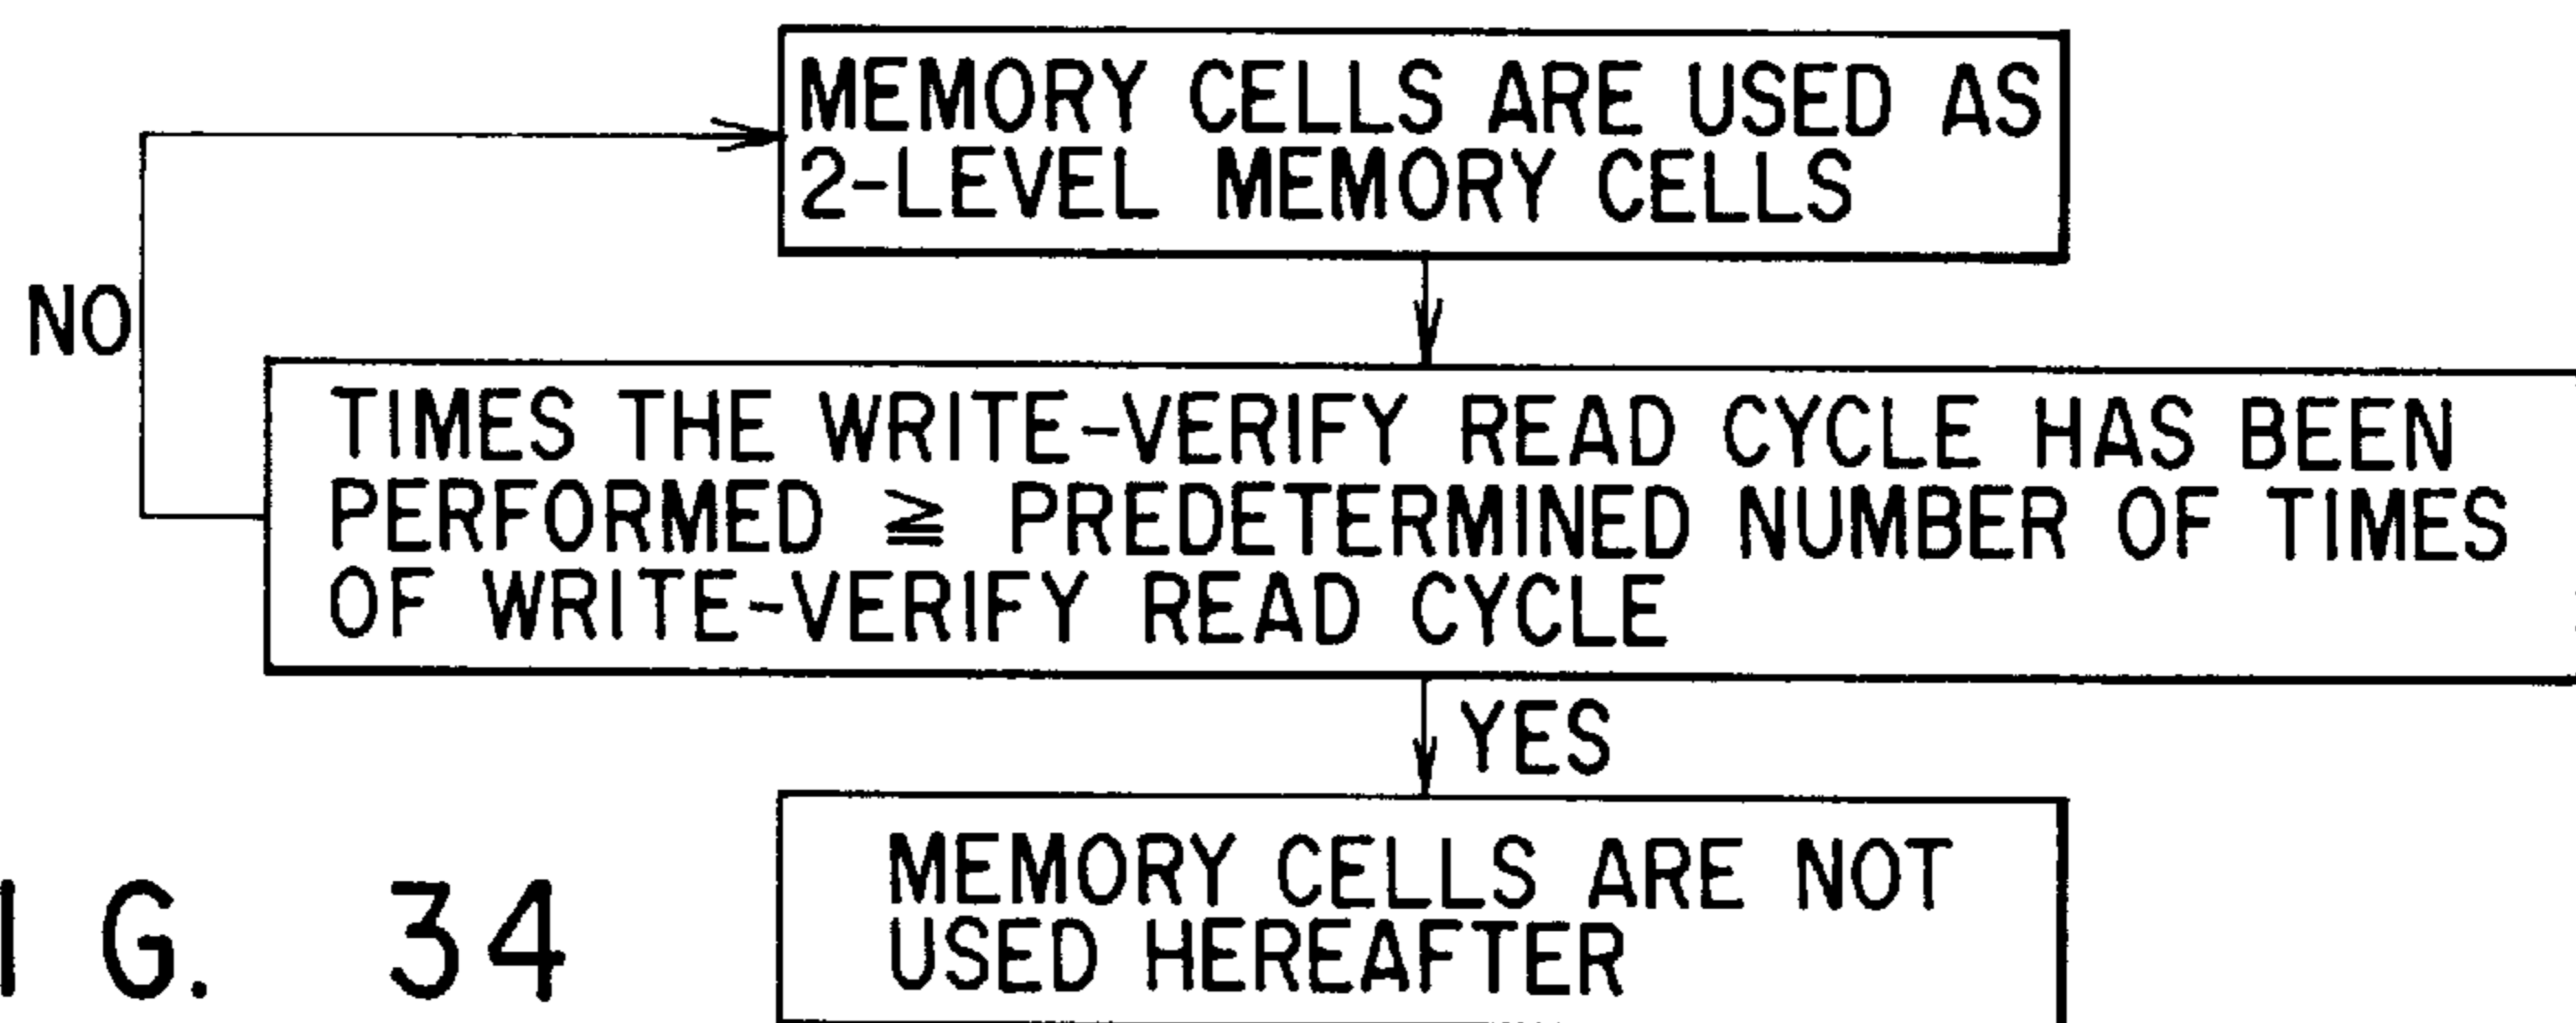 MEMORY CELLS ARE USED AS
2-LEVEL MEMORY CELLS
NO
TIMES THE WRITE-VERIFY READ CYCLE HAS BEEN
PERFORMED ≧ PREDETERMINED NUMBER OF TIMES
OF WRITE-VERIFY READ CYCLE
YES
MEMORY CELLS ARE NOT
USED HEREAFTER
IG. 34